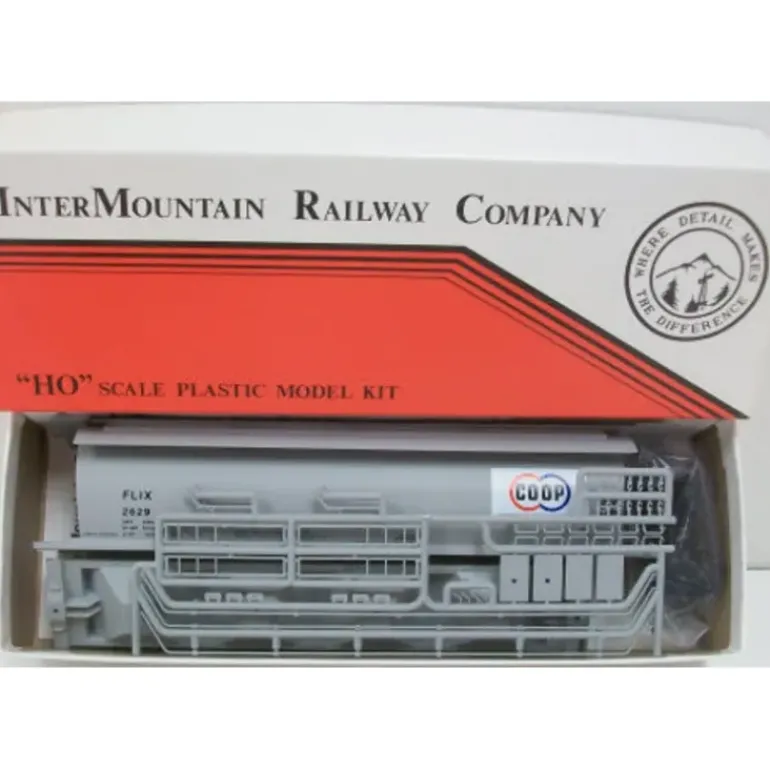 INTERMOUNTAIN RAILWAY COMPANY
WHERE DETAIL MAKES
THE DIFFERENCE
"HO" SCALE PLASTIC MODEL KIT
FLIX
2629
COOP